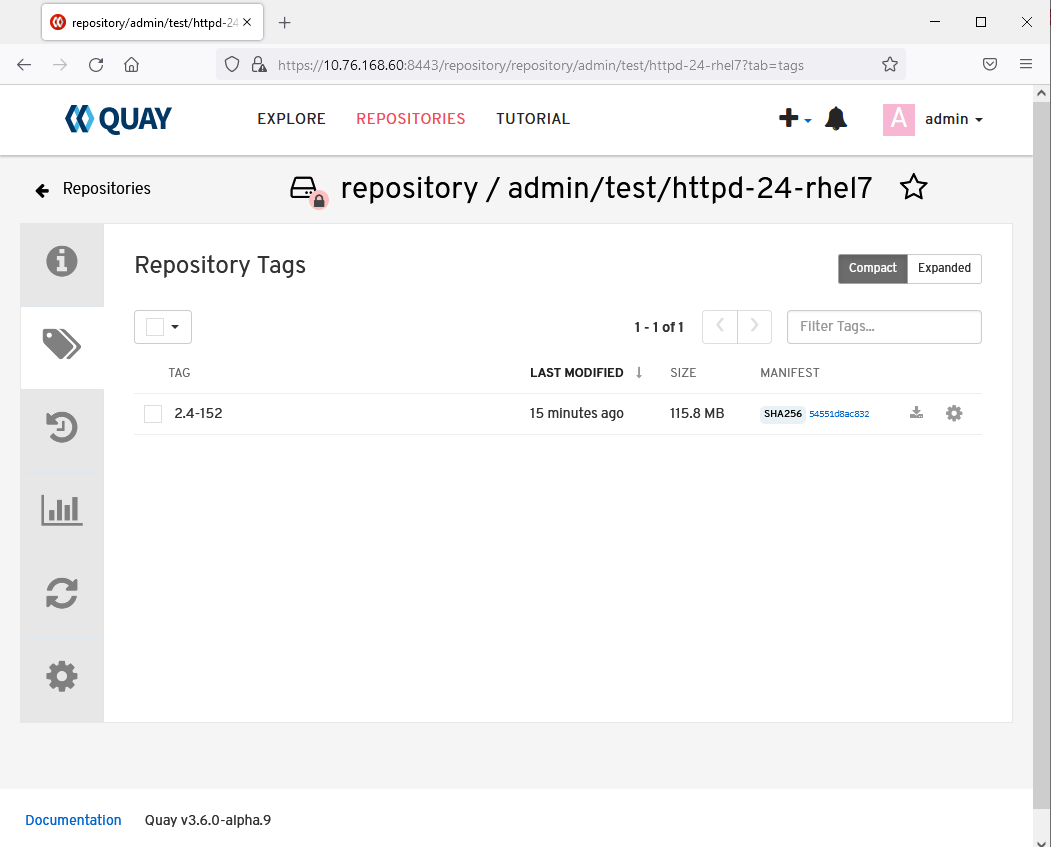 repository/admin/test/httpd-24
https://10.76.168.60:8443/repository/repository/admin/test/httpd-24-rhel7?tab=tags
QUAY EXPLORE REPOSITORIES TUTORIAL A admin
Repositories repository / admin/test/httpd-24-rhel7
Repository Tags Compact Expanded
1 - 1 of 1 Filter Tags...
TAG LAST MODIFIED ↓ SIZE MANIFEST
2.4-152 15 minutes ago 115.8 MB SHA256 54551d8ac832
Documentation Quay v3.6.0-alpha.9